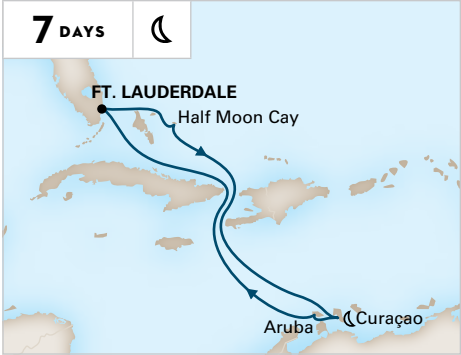 7 DAYS
FT. LAUDERDALE
Half Moon Cay
Curaçao
Aruba